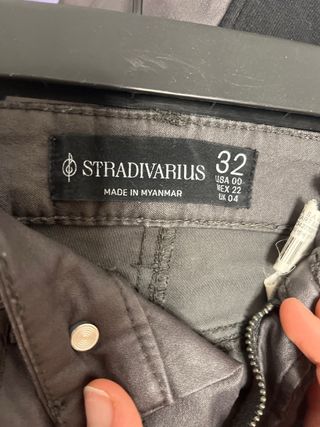 STRADIVARIUS
MADE IN MYANMAR
32
USA 00
MEX 22
UK 04